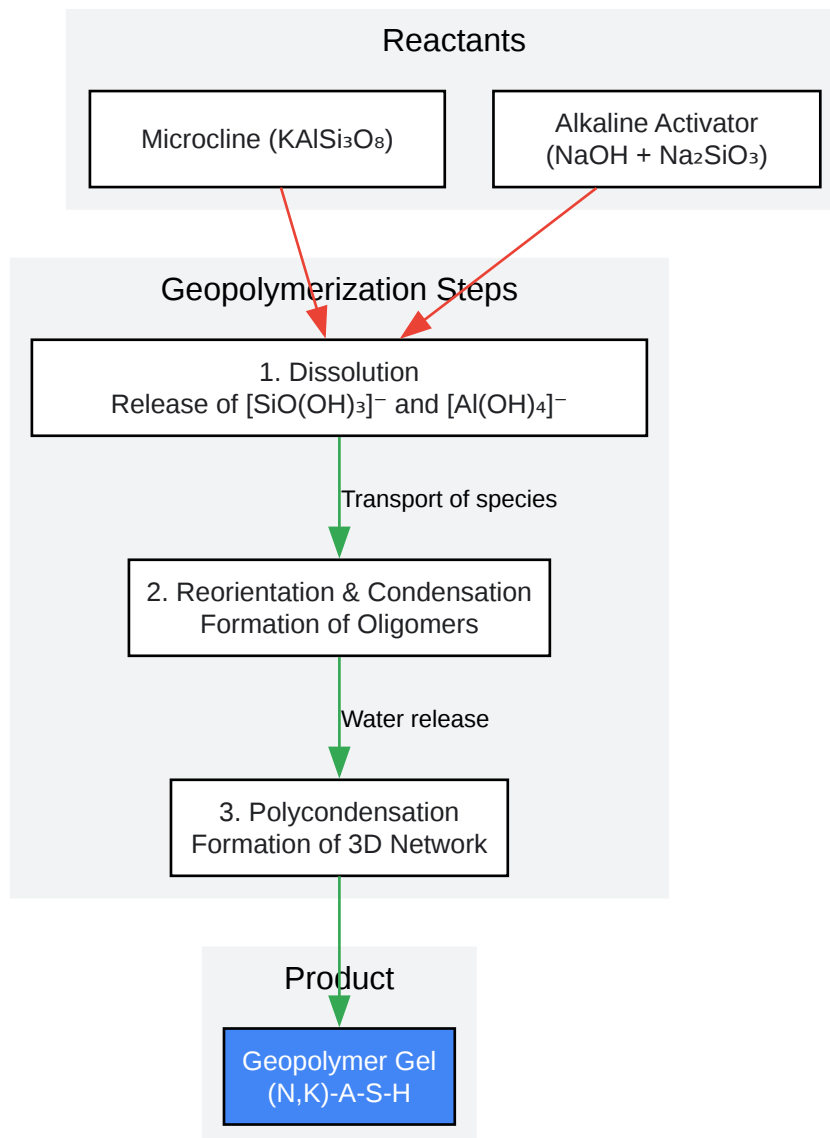 Reactants
Microcline (KAlSi₃O₈)
Alkaline Activator
(NaOH + Na₂SiO₃)
Geopolymerization Steps
1. Dissolution
Release of [SiO(OH)₃]⁻ and [Al(OH)₄]⁻
Transport of species
2. Reorientation & Condensation
Formation of Oligomers
Water release
3. Polycondensation
Formation of 3D Network
Product
Geopolymer Gel
(N,K)-A-S-H